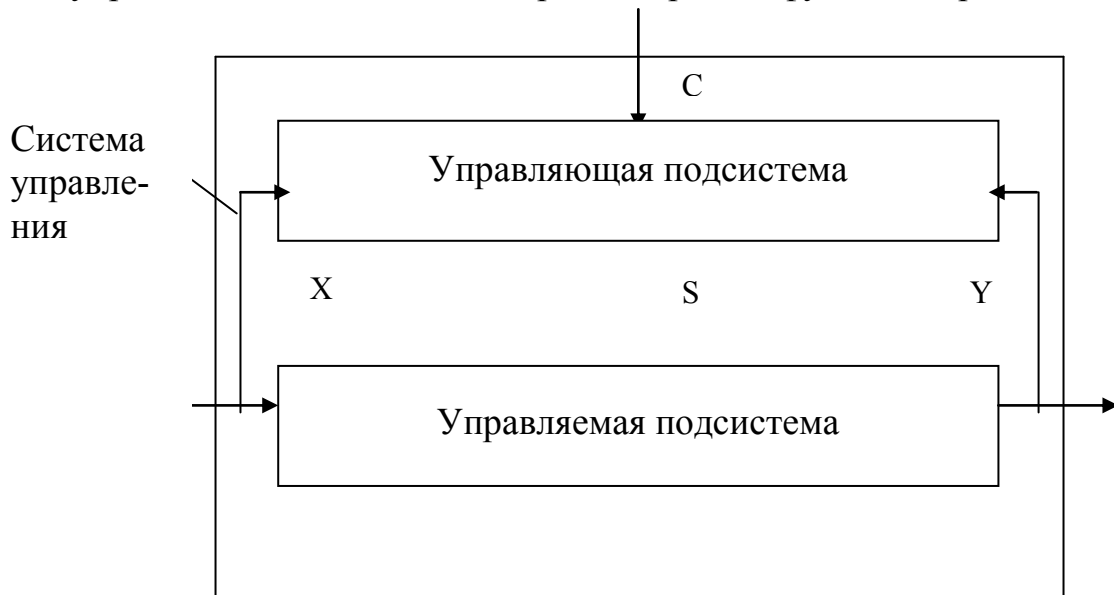 C
Система
управле-
ния
Управляющая подсистема
X S Y
Управляемая подсистема